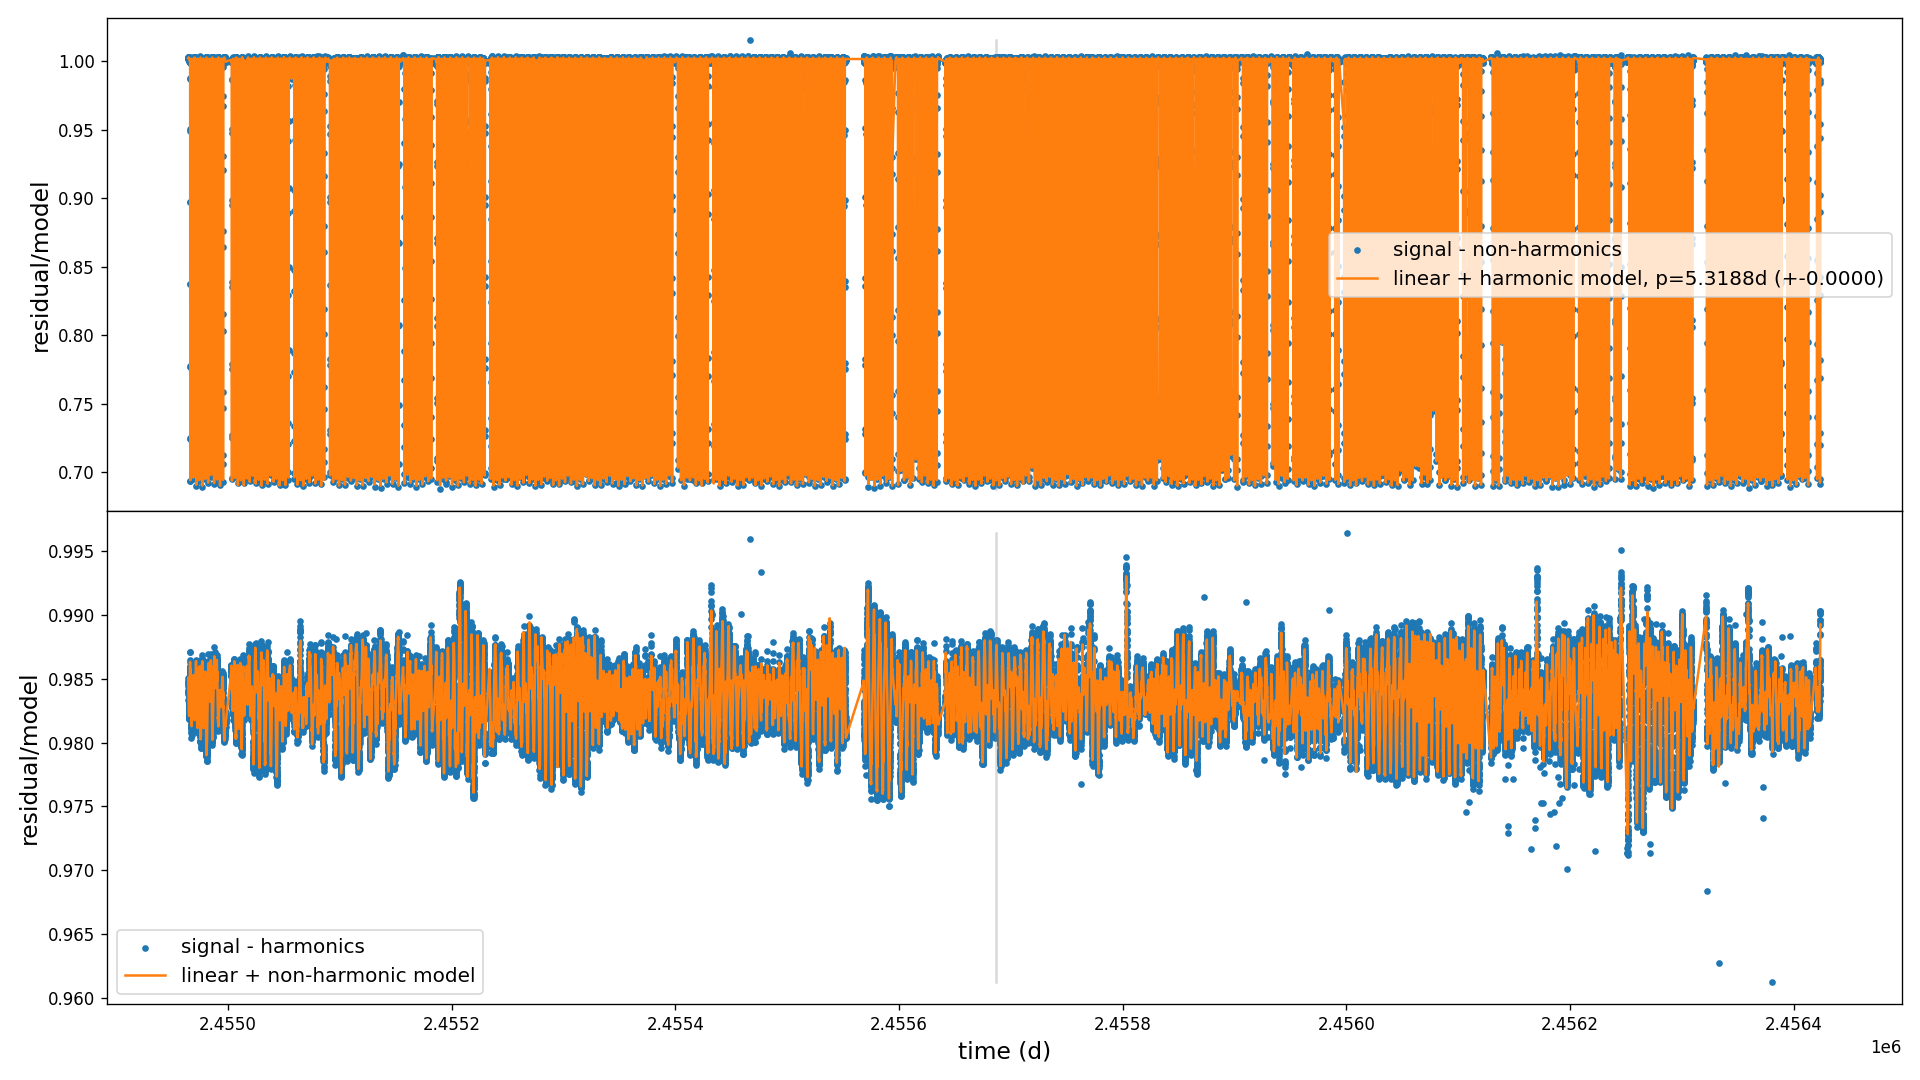 1.00
0.95
0.90
0.85
0.80
0.75
0.70
residual/model
signal - non-harmonics
linear + harmonic model, p=5.3188d (+-0.0000)
0.995
0.990
0.985
0.980
0.975
0.970
0.965
0.960
residual/model
signal - harmonics
linear + non-harmonic model
2.4550 2.4552 2.4554 2.4556 2.4558 2.4560 2.4562 2.4564
time (d)
1e6